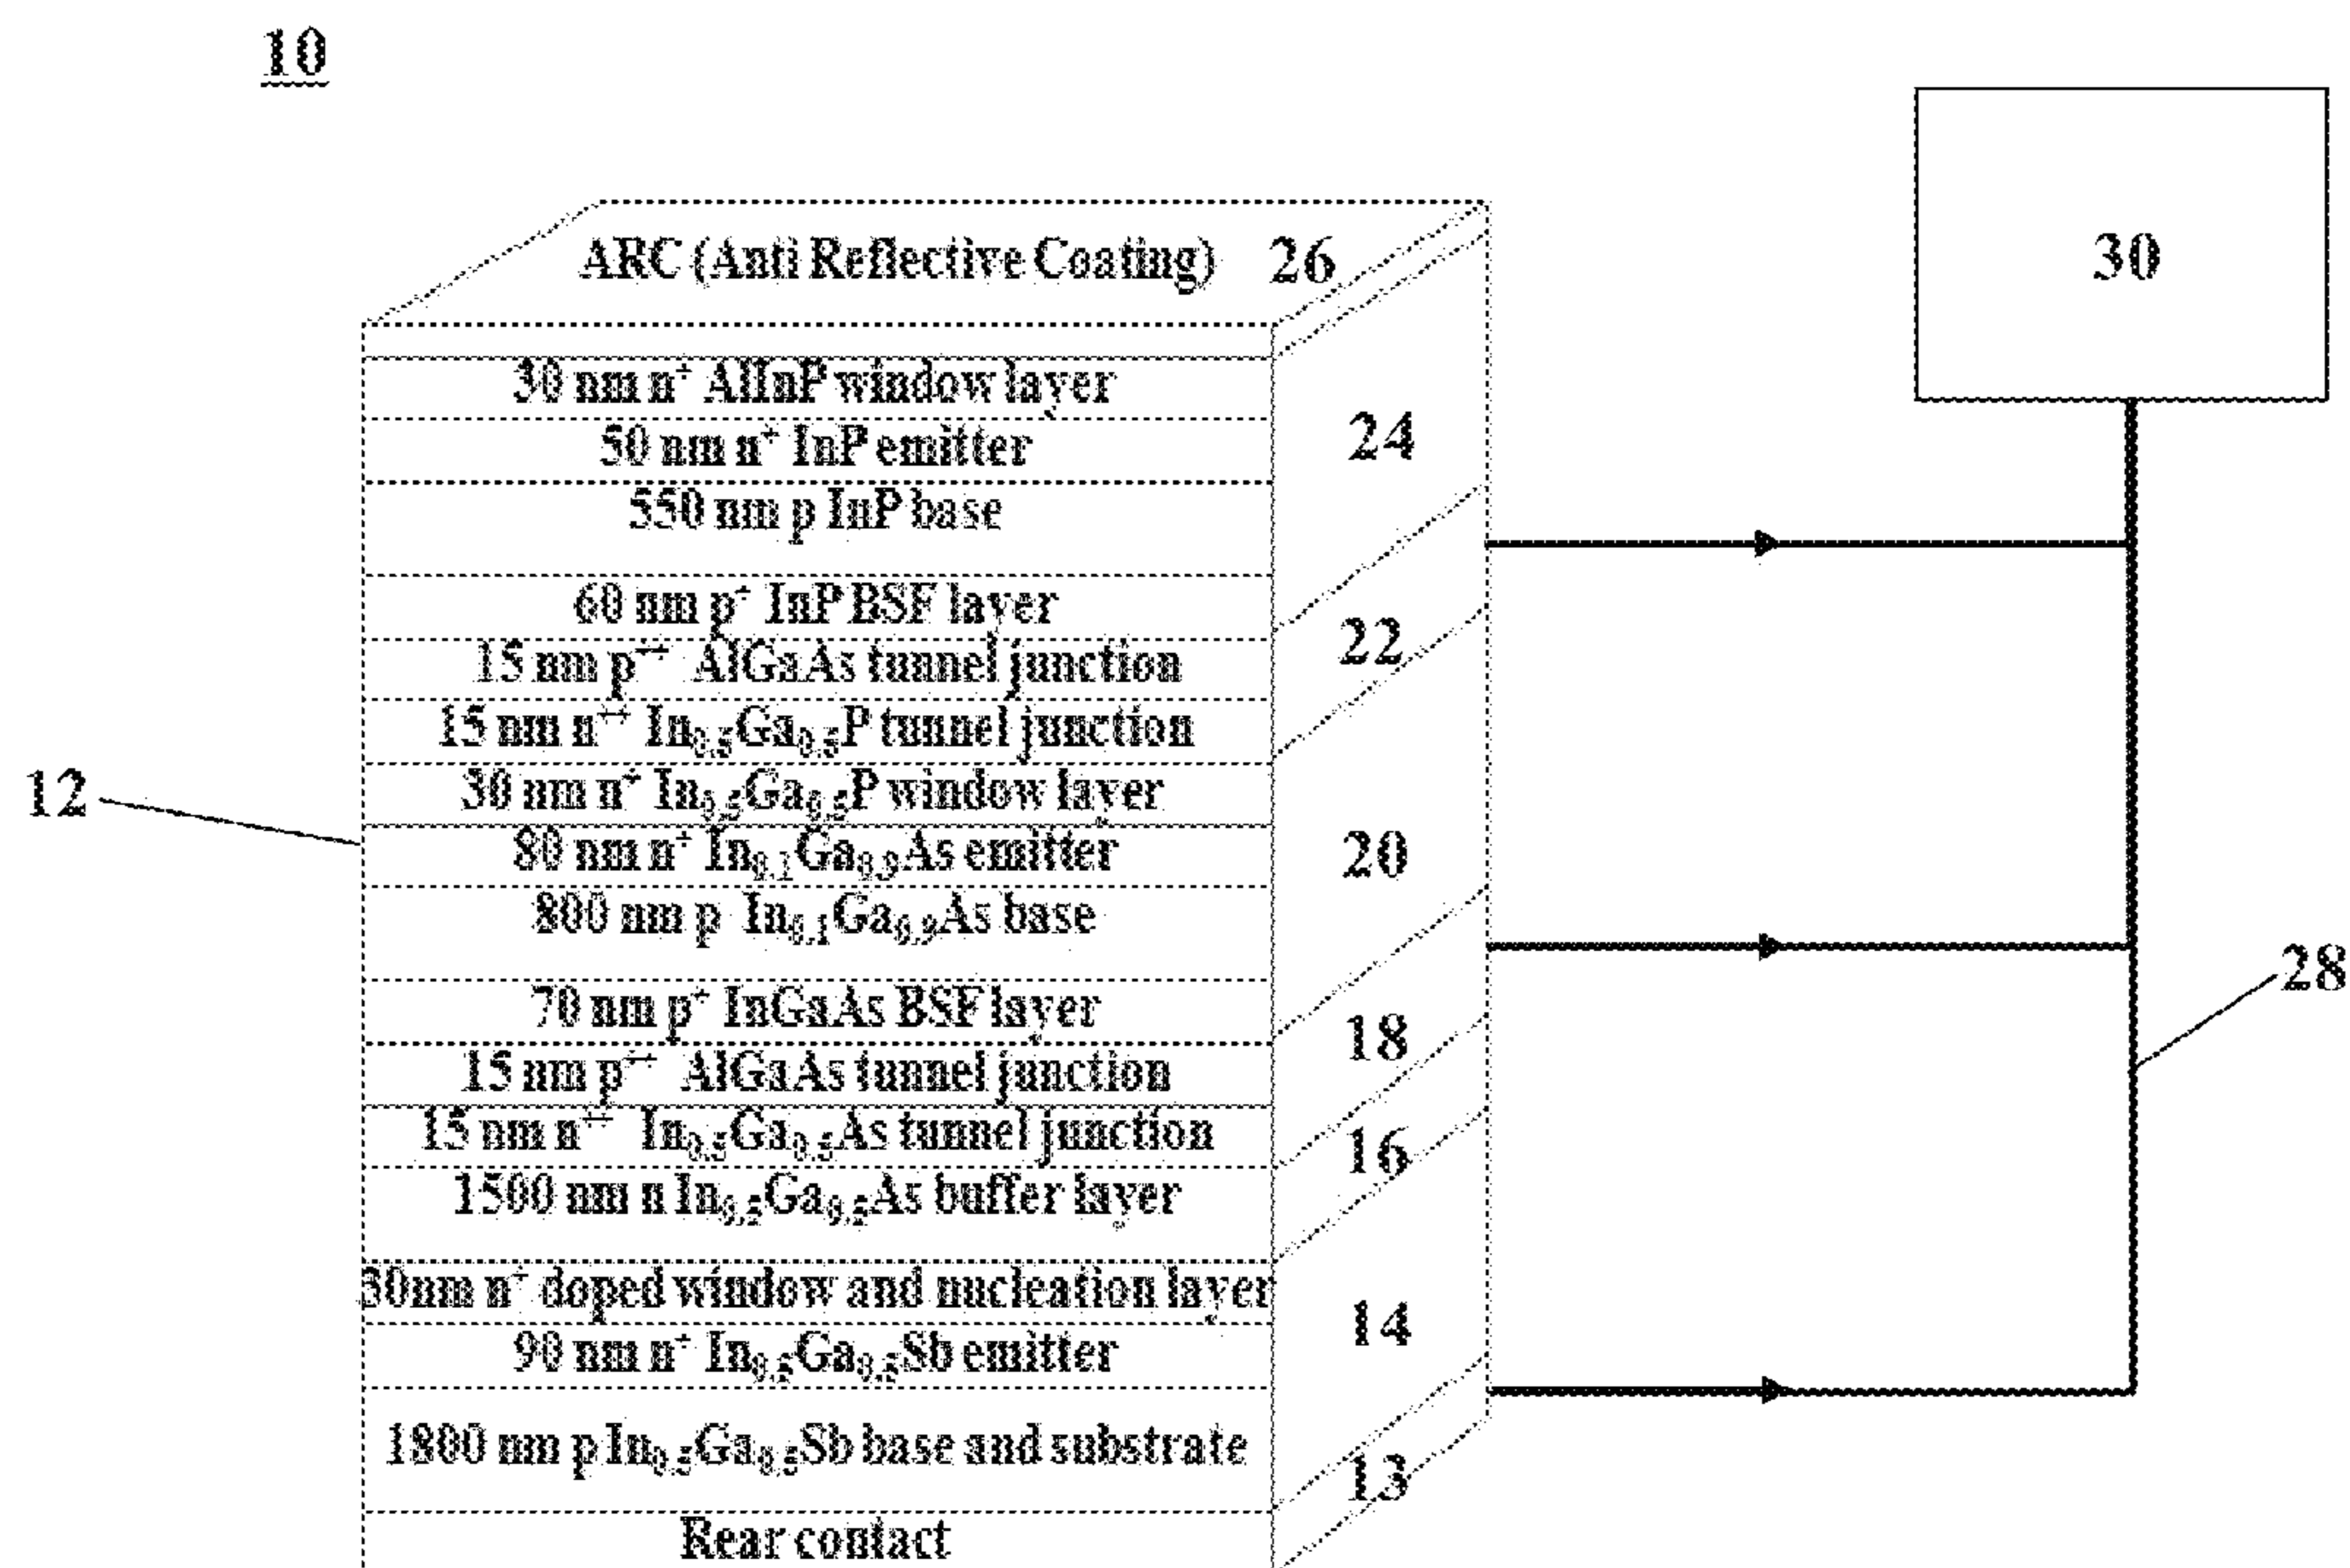 10
30
ARC (Anti Reflective Coating) 26
30 nm n⁺ AlInP window layer
50 nm n⁺ InP emitter
24
550 nm p InP base
60 nm p⁺ InP BSF layer
22
15 nm p⁺⁺ AlGaAs tunnel junction
15 nm n⁺⁺ In₀.₅Ga₀.₅P tunnel junction
12
30 nm n⁺ In₀.₅Ga₀.₅P window layer
80 nm n⁺ In₀.₁Ga₀.₉As emitter
20
800 nm p In₀.₁Ga₀.₉As base
28
70 nm p⁺ InGaAs BSF layer
18
15 nm p⁺⁺ AlGaAs tunnel junction
15 nm n⁺⁺ In₀.₅Ga₀.₅As tunnel junction
16
1500 nm n In₀.₅Ga₀.₅As buffer layer
30nm n⁺ doped window and nucleation layer
14
90 nm n⁺ In₀.₅Ga₀.₅Sb emitter
1800 nm p In₀.₅Ga₀.₅Sb base and substrate
13
Rear contact